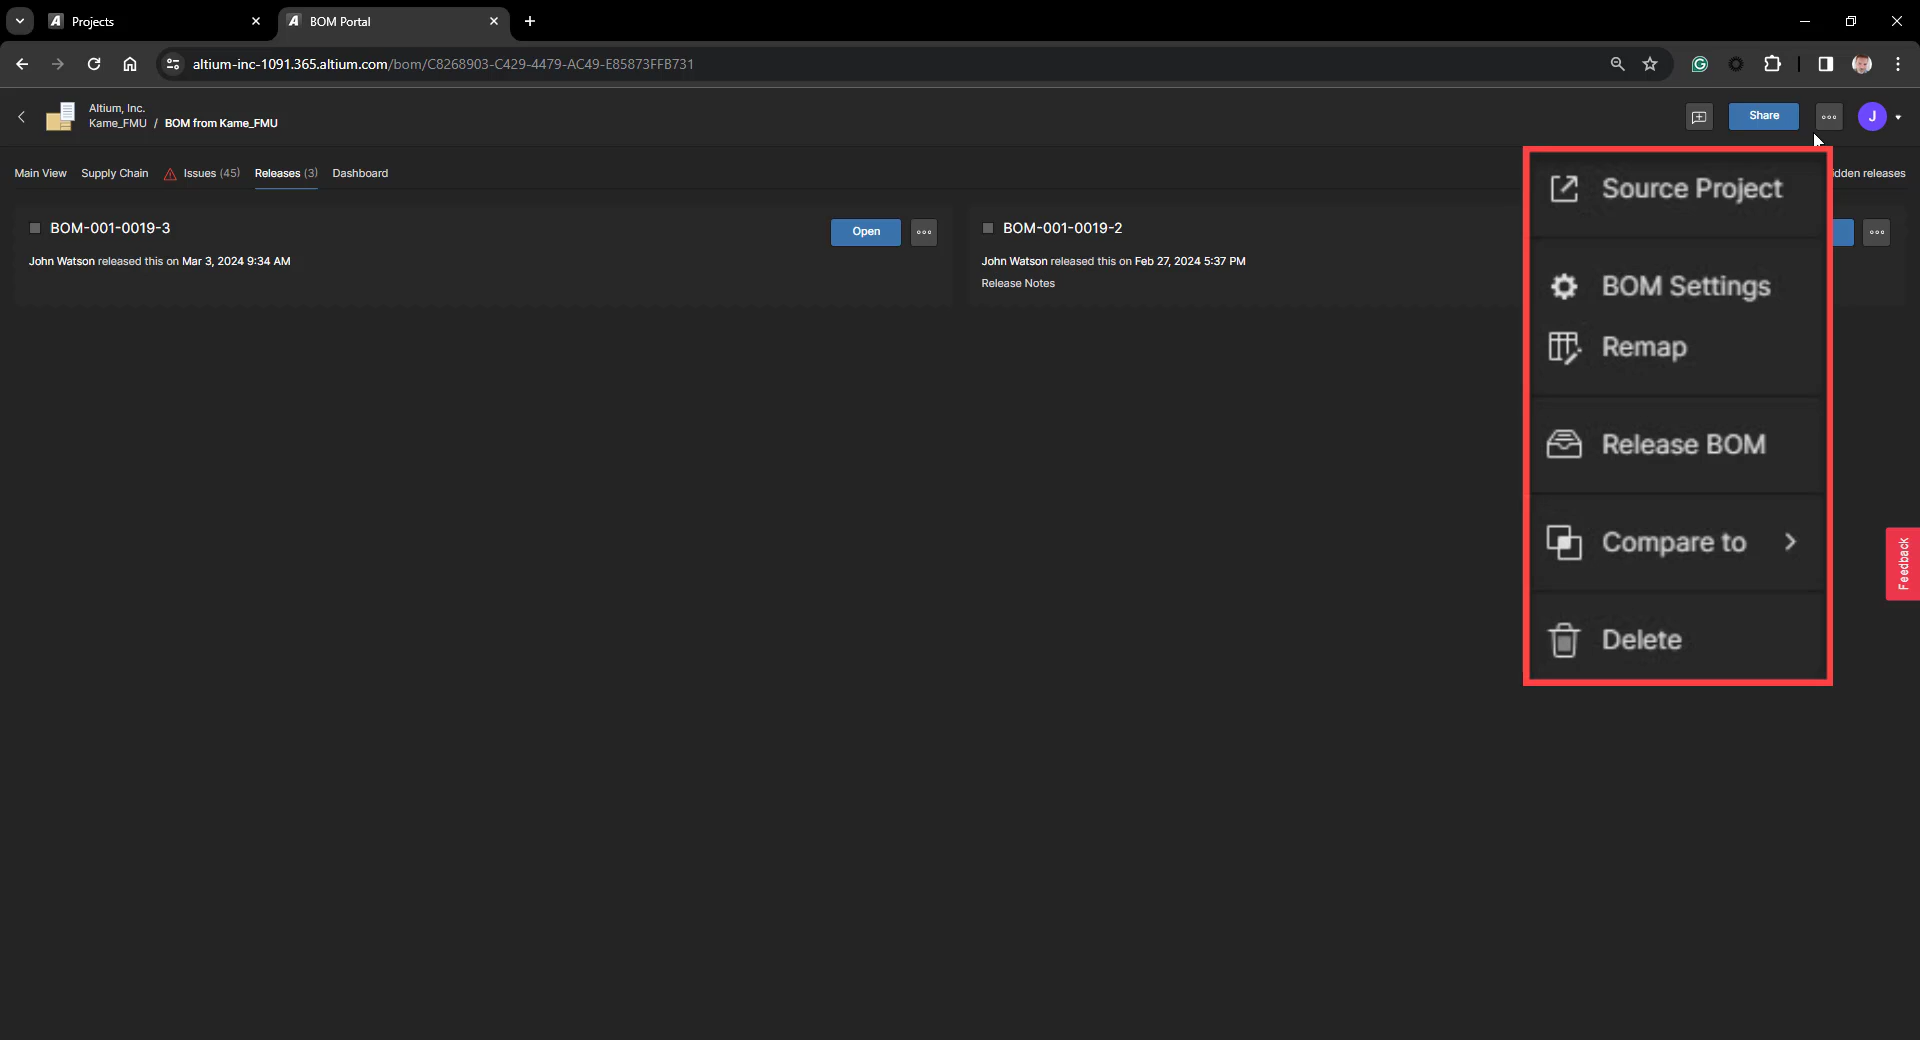 Projects
BOM Portal
altium-inc-1091.365.altium.com/bom/C8268903-C429-4479-AC49-E85873FFB731
Altium, Inc.
Kame_FMU / BOM from Kame_FMU
Share
J
Main View Supply Chain Issues (45) Releases (3) Dashboard
dden releases
BOM-001-0019-3
Open
John Watson released this on Mar 3, 2024 9:34 AM
BOM-001-0019-2
John Watson released this on Feb 27, 2024 5:37 PM
Release Notes
Source Project
BOM Settings
Remap
Release BOM
Compare to
Delete
Feedback